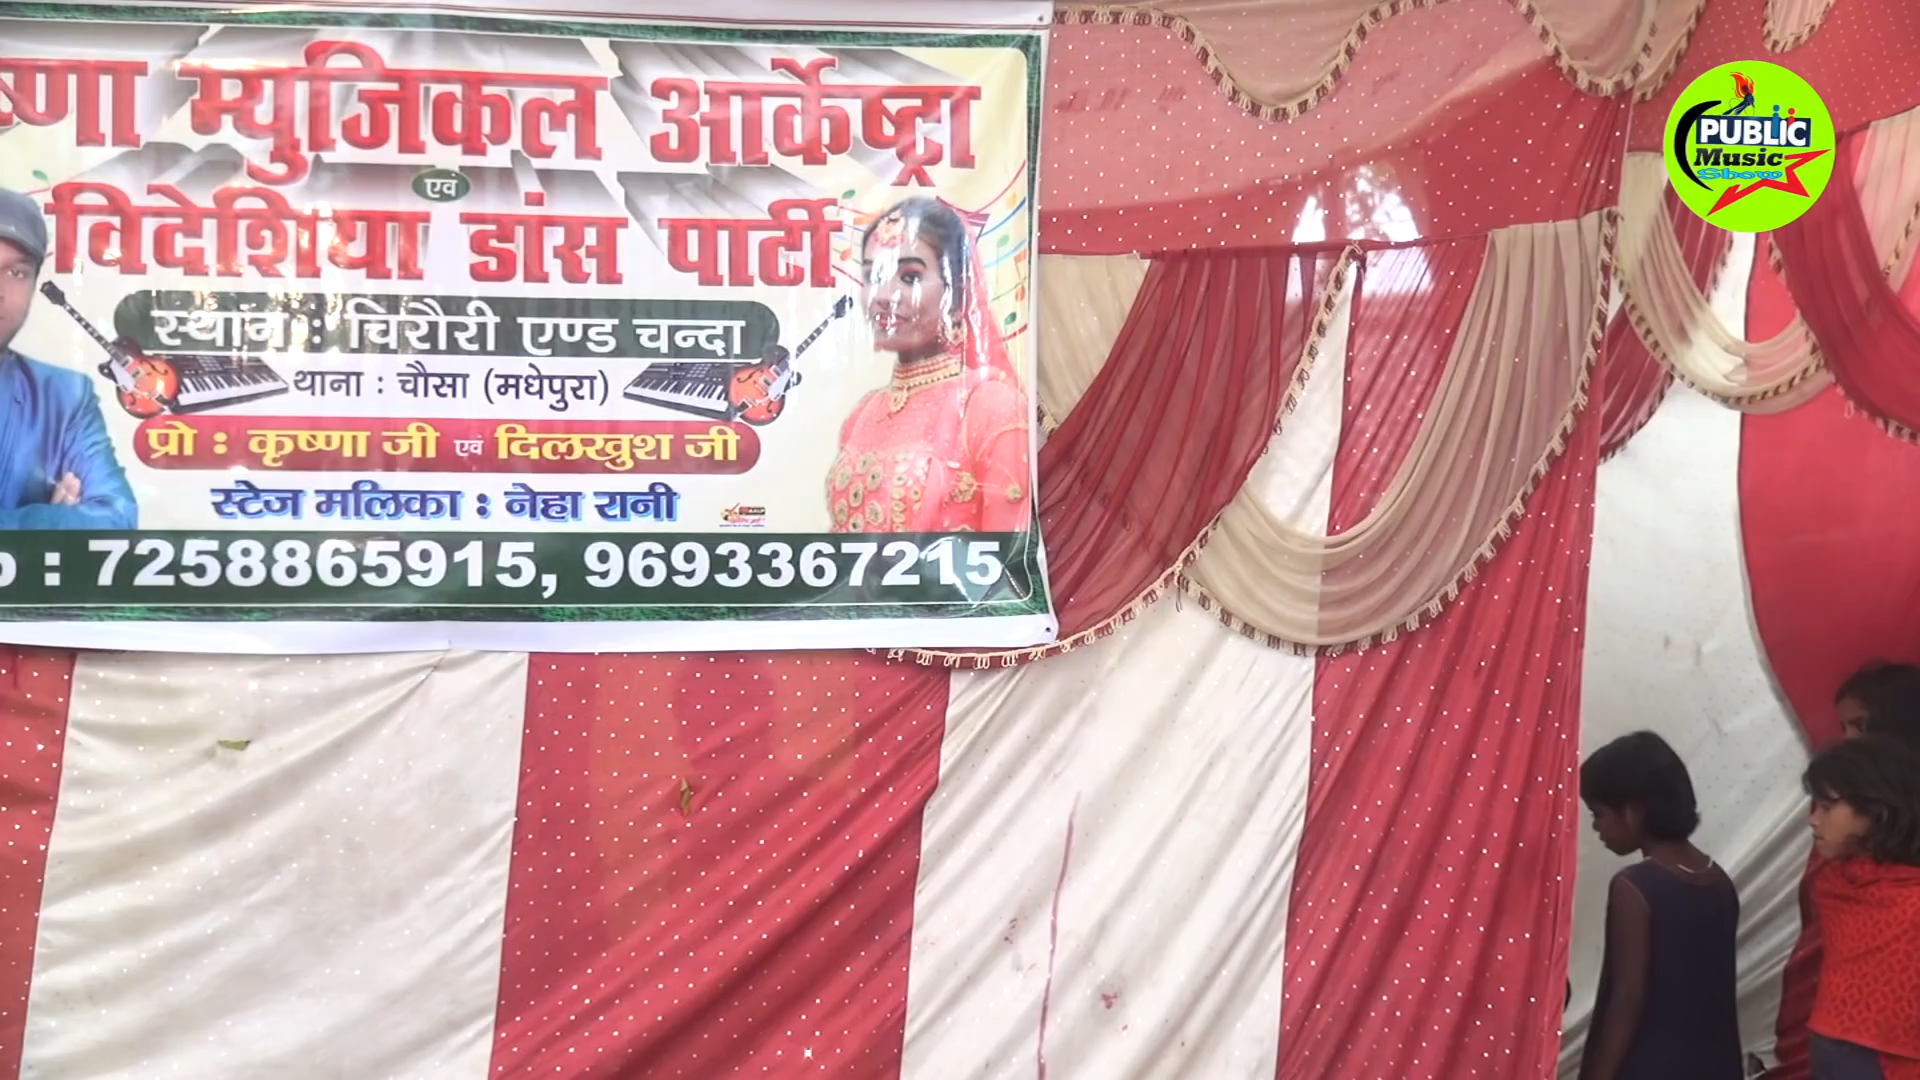 ष्णा म्युजिकल आर्केष्ट्रा
एवं
विदेशिया डांस पार्टी
स्थान : चिरौरी एण्ड चन्दा
थाना : चौसा (मधेपुरा)
प्रो : कृष्णा जी एवं दिलखुश जी
स्टेज मलिका : नेहा रानी
: 7258865915, 9693367215
PUBLIC
Music
Show